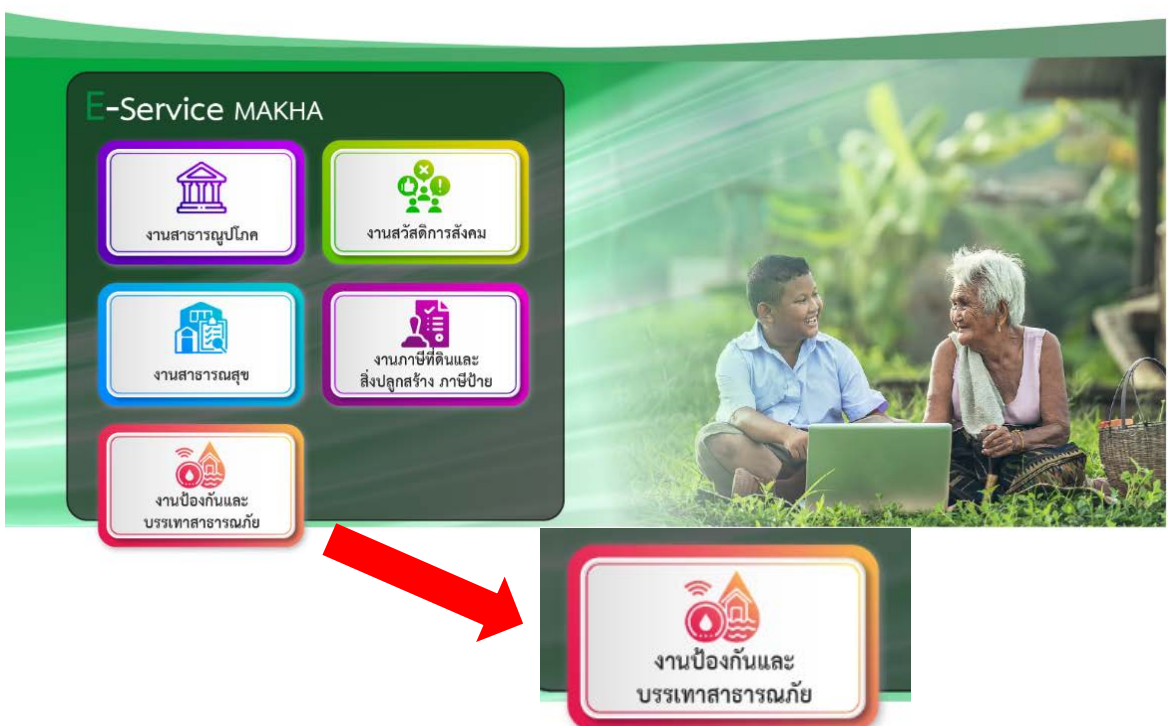 E-Service MAKHA
งานสาธารณูปโภค
งานสวัสดิการสังคม
งานสาธารณสุข
งานภาษีที่ดินและ
สิ่งปลูกสร้าง ภาษีป้าย
งานป้องกันและ
บรรเทาสาธารณภัย
งานป้องกันและ
บรรเทาสาธารณภัย